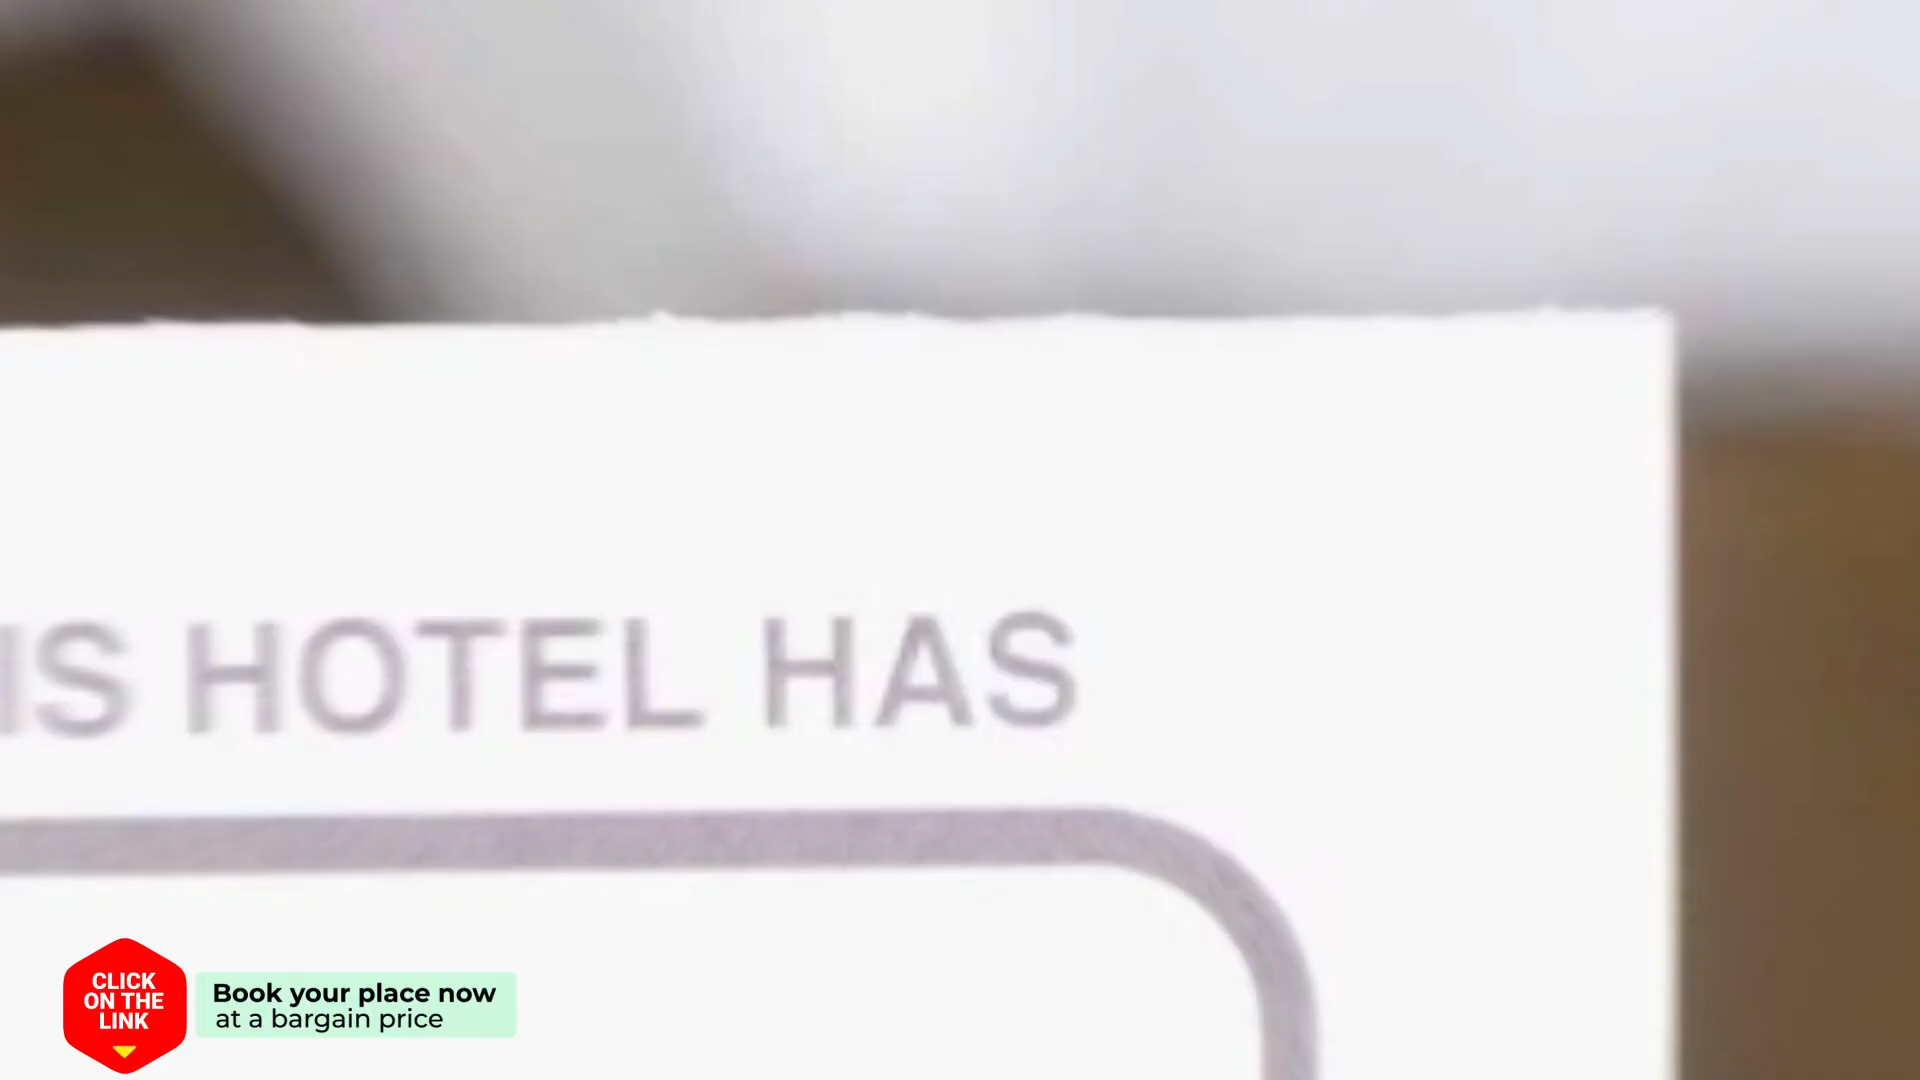 IS HOTEL HAS
CLICK
ON THE
LINK
Book your place now
at a bargain price